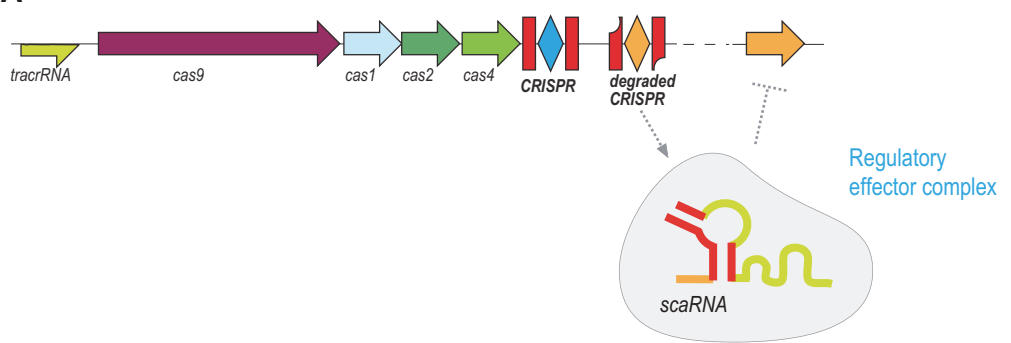 tracrRNA
cas9
cas1
cas2
cas4
CRISPR
degraded
CRISPR
Regulatory
effector complex
scaRNA